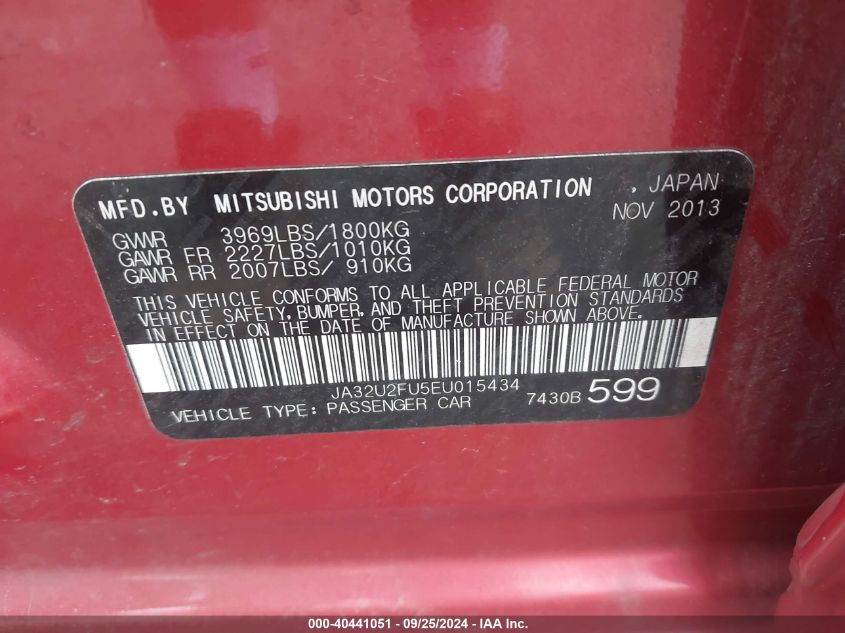 MFD.BY MITSUBISHI MOTORS CORPORATION , JAPAN
NOV 2013
GVWR 3969LBS/1800KG
GAWR FR 2227LBS/1010KG
GAWR RR 2007LBS/ 910KG
THIS VEHICLE CONFORMS TO ALL APPLICABLE FEDERAL MOTOR
VEHICLE SAFETY, BUMPER, AND THEFT PREVENTION STANDARDS
IN EFFECT ON THE DATE OF MANUFACTURE SHOWN ABOVE.
JA32U2FU5EU015434
VEHICLE TYPE: PASSENGER CAR 7430B 599
000-40441051 - 09/25/2024 - IAA Inc.